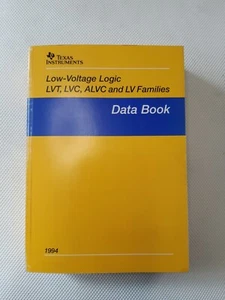 TEXAS
INSTRUMENTS
Low-Voltage Logic
LVT, LVC, ALVC and LV Families
Data Book
1994